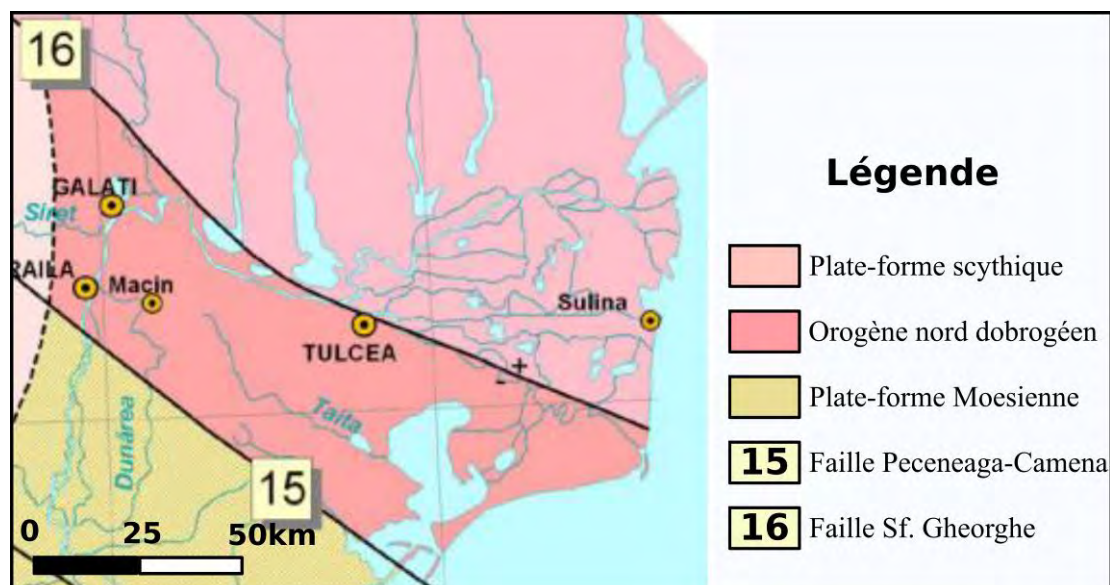 16
GALATI
Siret
RAILA
Macin
TULCEA
Sulina
+
-
Taita
Dunărea
15
0 25 50km
Légende
Plate-forme scythique
Orogène nord dobrogéen
Plate-forme Moesienne
15 Faille Peceneaga-Camena
16 Faille Sf. Gheorghe